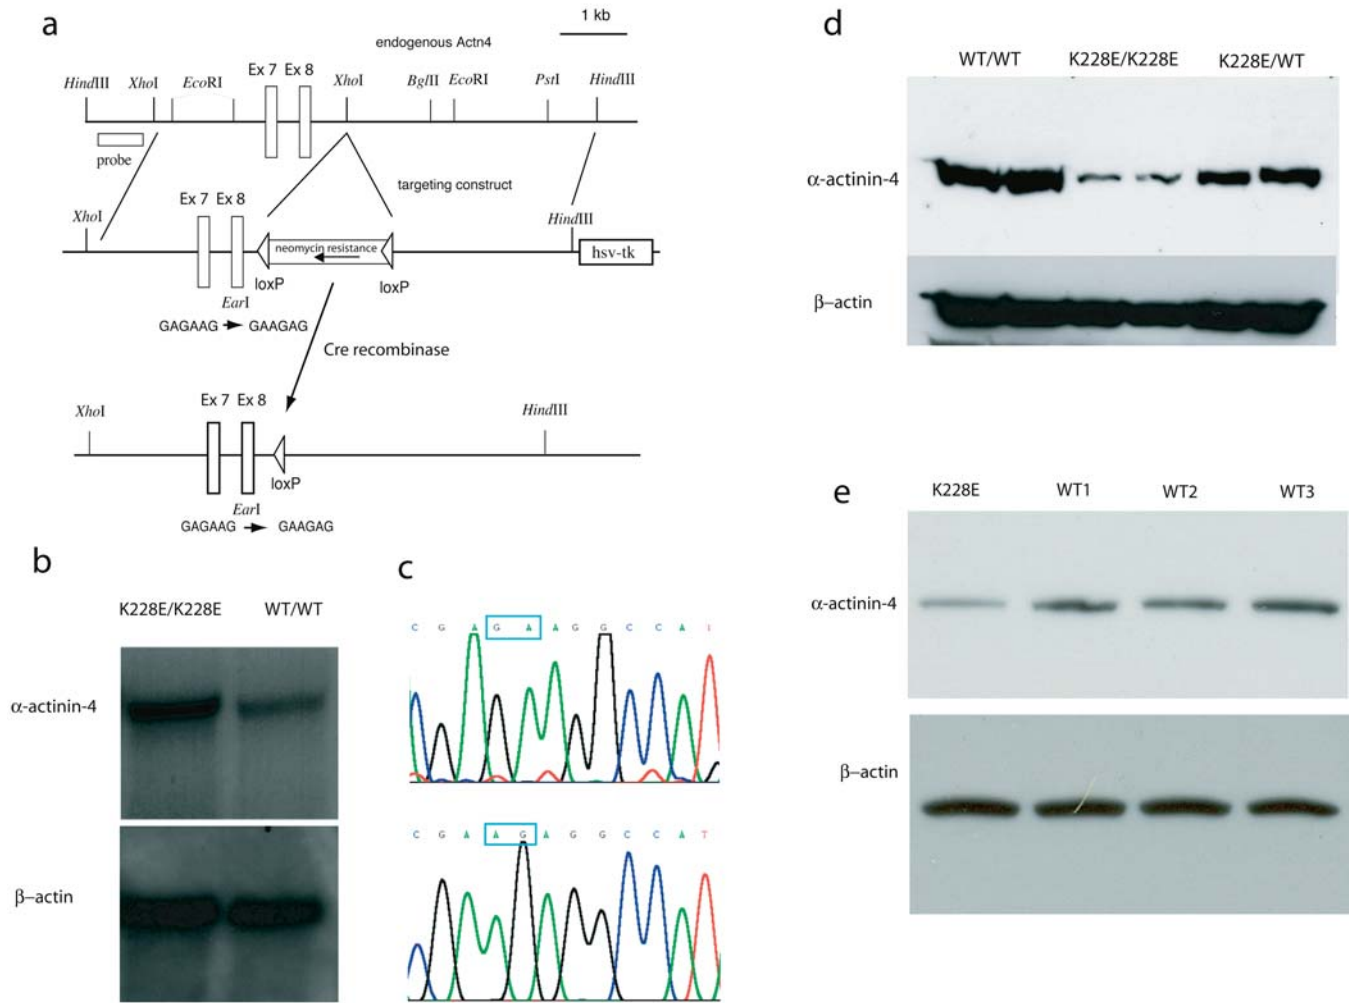 a
1 kb
endogenous Actn4
Ex 7 Ex 8
HindIII XhoI EcoRI XhoI BglII EcoRI PstI HindIII
probe
targeting construct
Ex 7 Ex 8
XhoI HindIII
neomycin resistance
hsv-tk
loxP loxP
EarI
GAGAAG GAAGAG
Cre recombinase
Ex 7 Ex 8
XhoI HindIII
loxP
EarI
GAGAAG GAAGAG
b
K228E/K228E WT/WT
α-actinin-4
β–actin
c
C G A G A A G G C C A T
C G A A G A G G C C A T
d
WT/WT K228E/K228E K228E/WT
α-actinin-4
β–actin
e
K228E WT1 WT2 WT3
α-actinin-4
β–actin